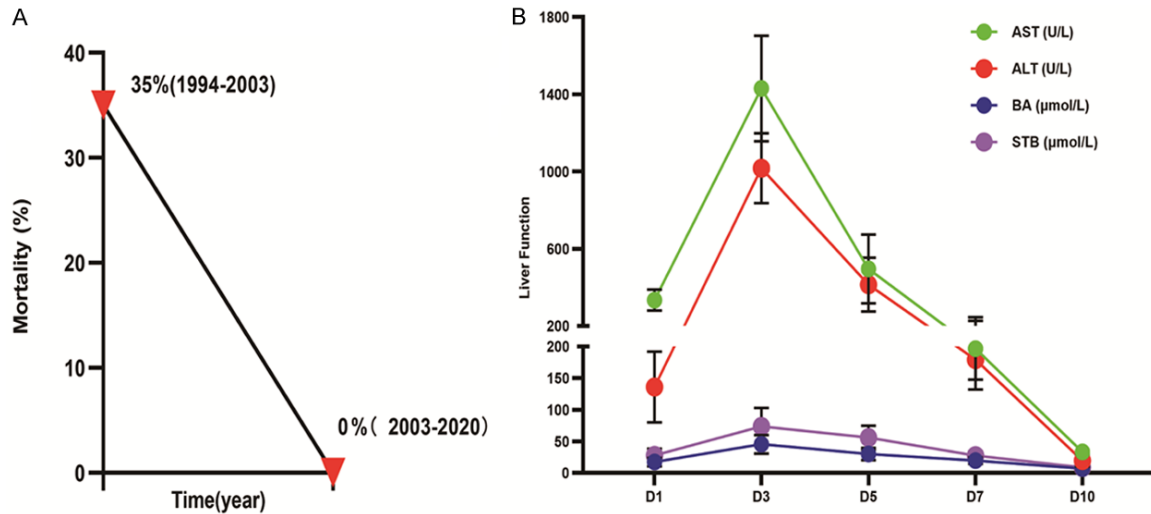 A
40
30
20
10
0
Mortality (%)
35%(1994-2003)
0%( 2003-2020)
Time(year)
B
1800
1400
1000
600
200
200
150
100
50
0
Liver Function
AST (U/L)
ALT (U/L)
BA (μmol/L)
STB (μmol/L)
D1
D3
D5
D7
D10